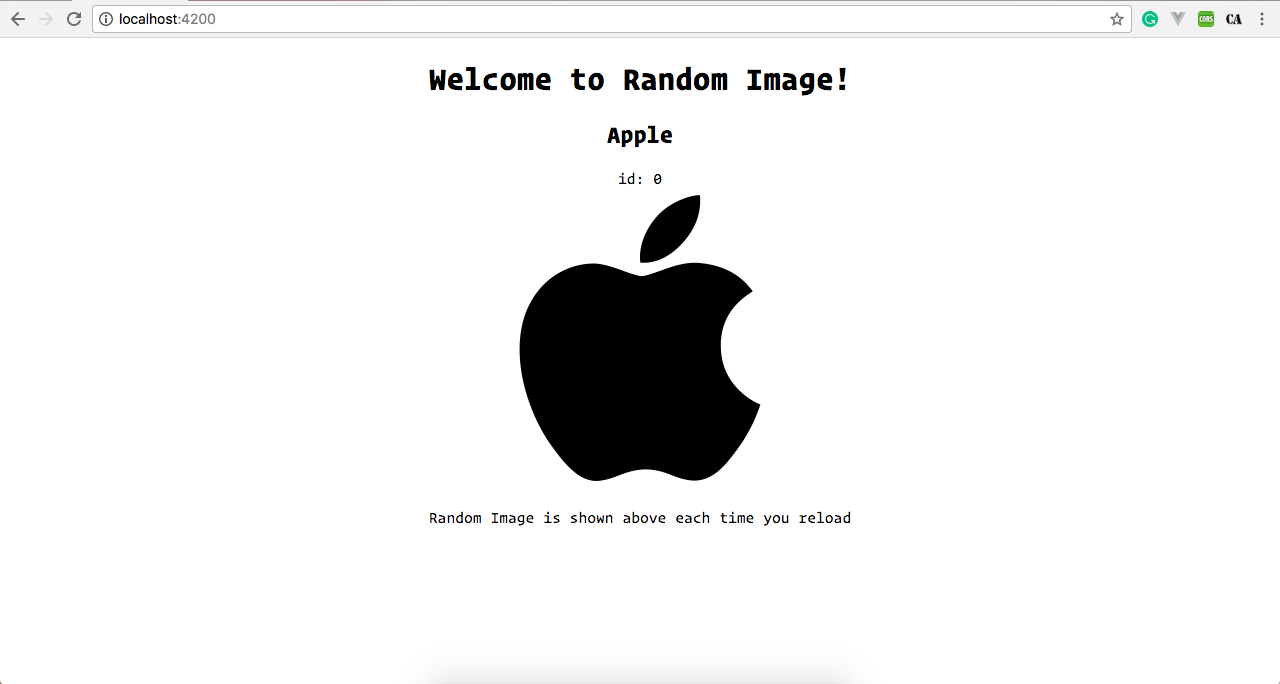 localhost:4200
CORS
CA
Welcome to Random Image!
Apple
id: 0
Random Image is shown above each time you reload